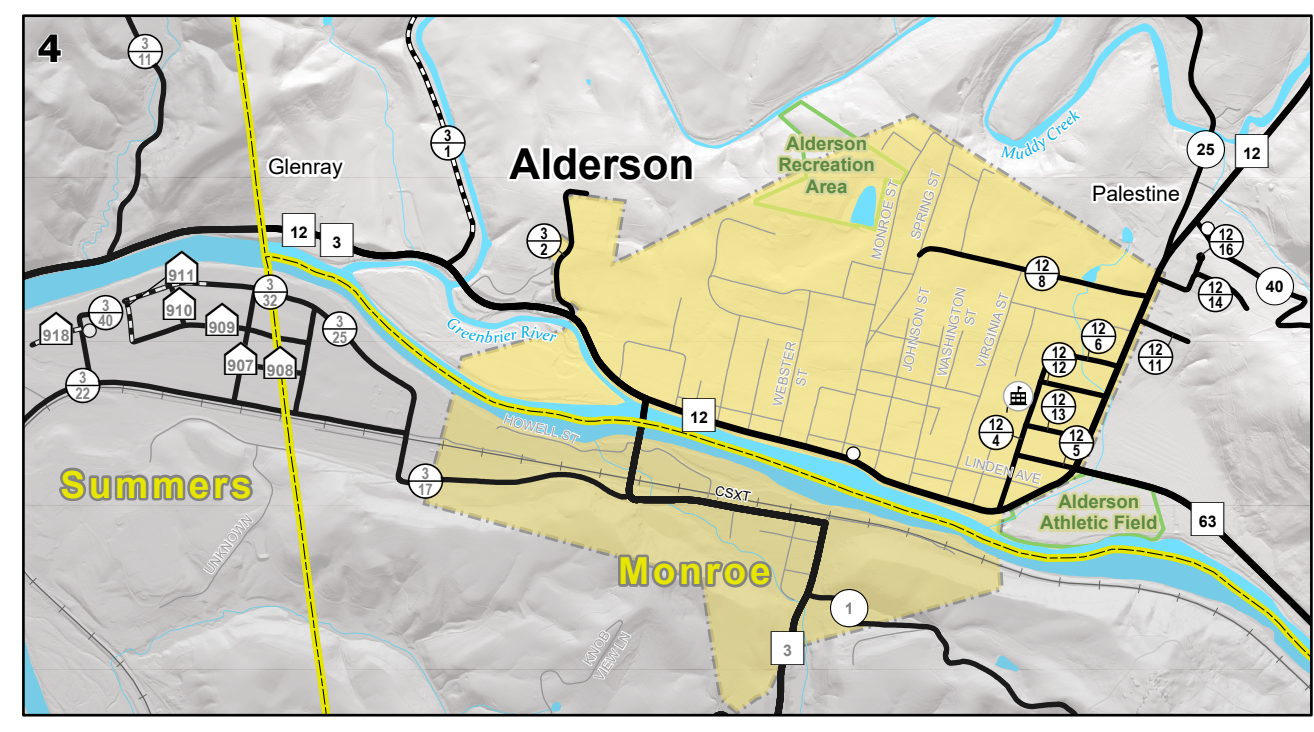 4
3
11
Glenray
3
1
Alderson
Alderson
Recreation
Area
Muddy Creek
25
12
Palestine
MONROE ST
SPRING ST
12
3
3
2
12
16
12
8
40
12
14
911
3
32
3
40
910
909
3
25
918
Greenbrier River
JOHNSON ST
WASHINGTON
ST
VIRGINIA ST
12
6
12
12
12
11
907
908
3
22
WEBSTER
ST
12
12
13
12
4
12
5
HOWELL ST
LINDEN AVE
Summers
3
17
CSXT
Alderson
Athletic Field
63
UNKNOWN
Monroe
1
KNOB
VIEW LN
3